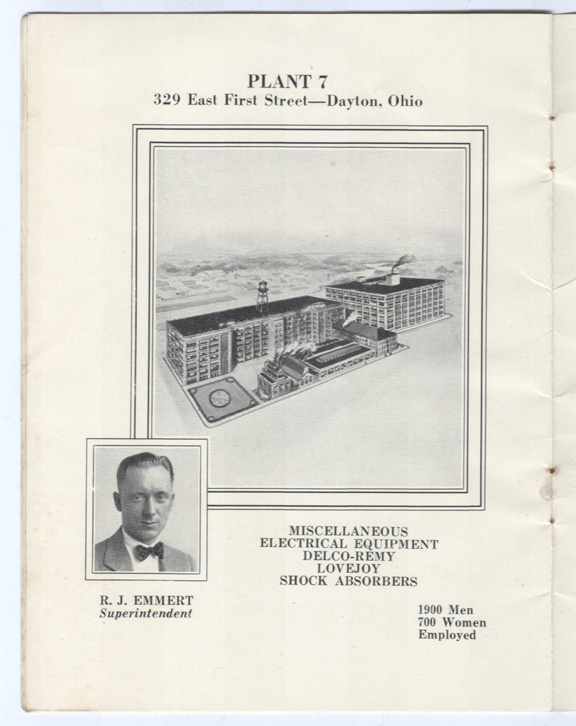 PLANT 7
329 East First Street—Dayton, Ohio
MISCELLANEOUS
ELECTRICAL EQUIPMENT
DELCO-REMY
LOVEJOY
SHOCK ABSORBERS
R. J. EMMERT
Superintendent
1900 Men
700 Women
Employed